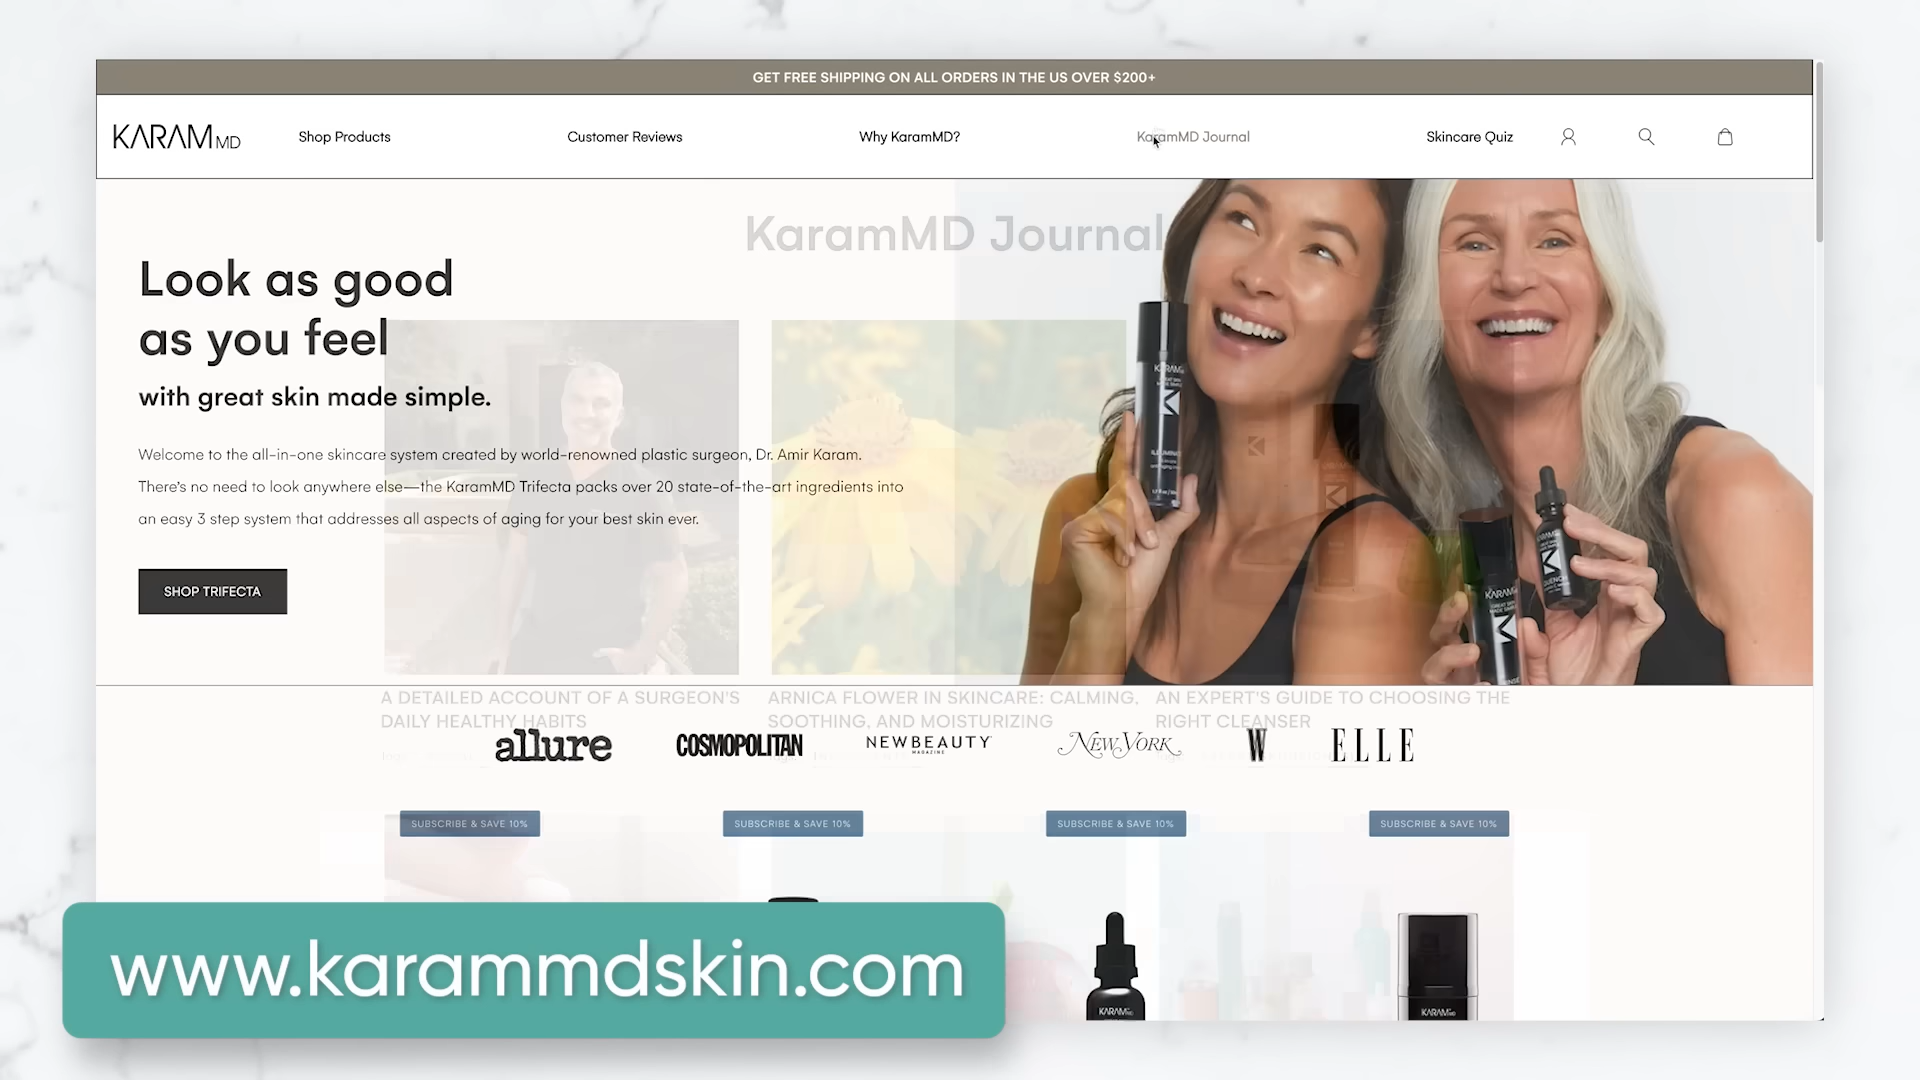 GET FREE SHIPPING ON ALL ORDERS IN THE US OVER $200+
KARAM MD
Shop Products
Customer Reviews
Why KaramMD?
KaramMD Journal
Skincare Quiz
KaramMD Journal
Look as good
as you feel
with great skin made simple.
Welcome to the all-in-one skincare system created by world-renowned plastic surgeon, Dr. Amir Karam.
There's no need to look anywhere else—the KaramMD Trifecta packs over 20 state-of-the-art ingredients into
an easy 3 step system that addresses all aspects of aging for your best skin ever.
SHOP TRIFECTA
A DETAILED ACCOUNT OF A SURGEON'S
DAILY HEALTHY HABITS
ARNICA FLOWER IN SKINCARE: CALMING,
SOOTHING, AND MOISTURIZING
AN EXPERT'S GUIDE TO CHOOSING THE
RIGHT CLEANSER
allure
COSMOPOLITAN
NEWBEAUTY
MAGAZINE
NEW YORK
W
ELLE
SUBSCRIBE & SAVE 10%
SUBSCRIBE & SAVE 10%
SUBSCRIBE & SAVE 10%
SUBSCRIBE & SAVE 10%
KARAM MD
KARAM MD
www.karammdskin.com